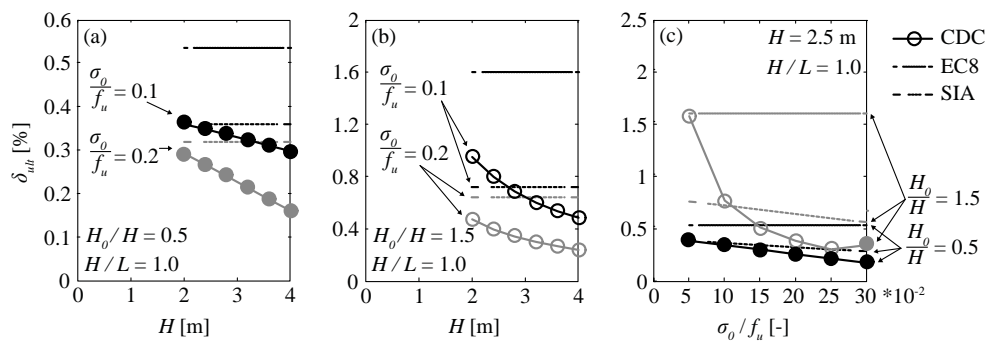 (a)
0.6
0.5
0.4
0.3
0.2
0.1
0
δ_ult [%]
σ_0/f_u = 0.1
σ_0/f_u = 0.2
H_0/H = 0.5
H/L = 1.0
0 1 2 3 4
H [m]
(b)
2
1.6
1.2
0.8
0.4
0
σ_0/f_u = 0.1
σ_0/f_u = 0.2
H_0/H = 1.5
H/L = 1.0
0 1 2 3 4
H [m]
(c)
2.5
2
1.5
1
0.5
0
H = 2.5 m
H/L = 1.0
0 5 10 15 20 25 30 *10^-2
σ_0/f_u [-]
CDC
EC8
SIA
H_0/H = 1.5
H_0/H = 0.5